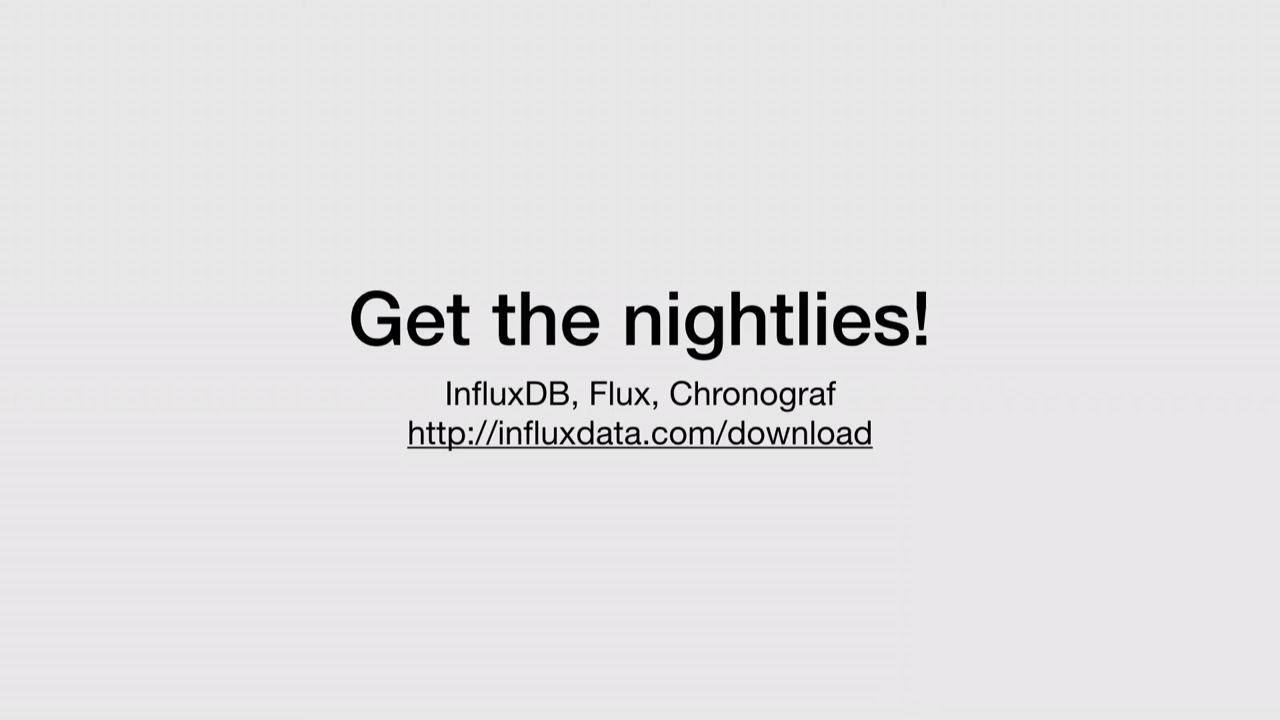 Get the nightlies!
InfluxDB, Flux, Chronograf
http://influxdata.com/download